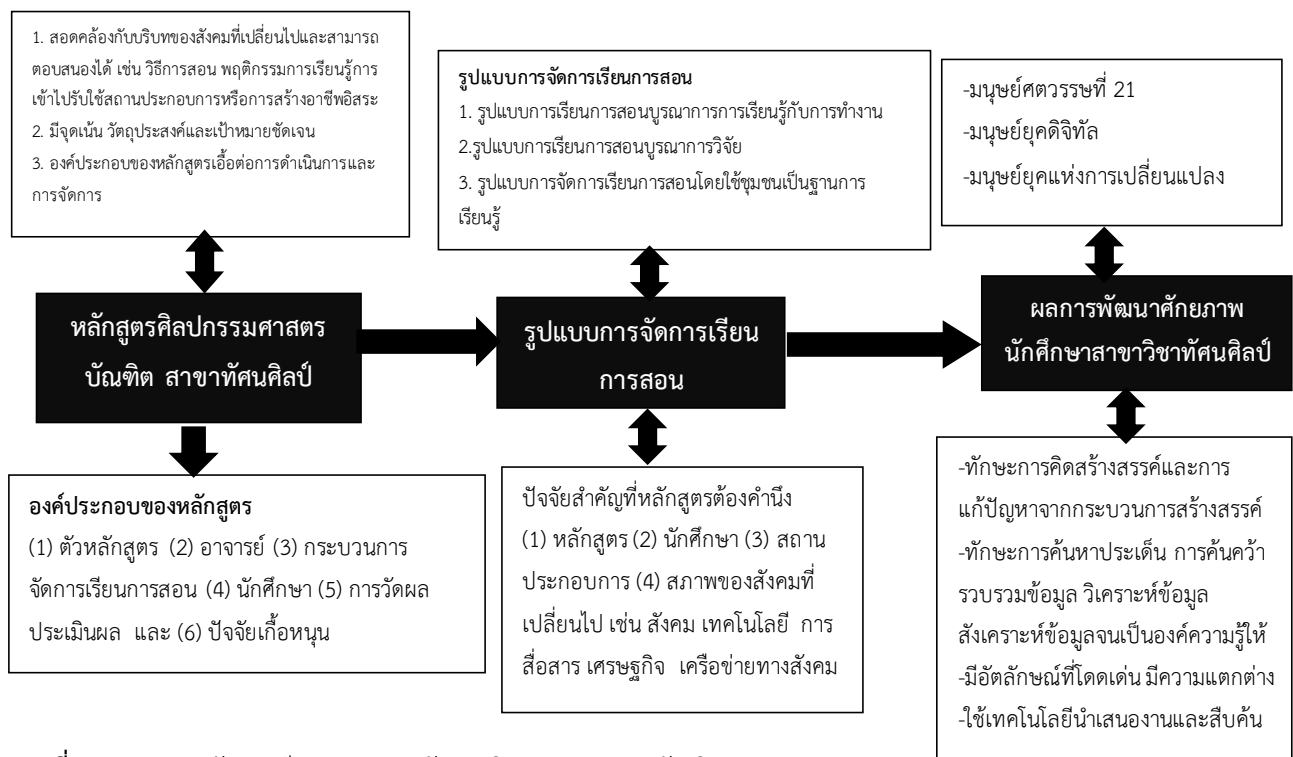 1. สอดคล้องกับบริบทของสังคมที่เปลี่ยนไปและสามารถ
ตอบสนองได้ เช่น วิธีการสอน พฤติกรรมการเรียนรู้การ
เข้าไปรับใช้สถานประกอบการหรือการสร้างอาชีพอิสระ
2. มีจุดเน้น วัตถุประสงค์และเป้าหมายชัดเจน
3. องค์ประกอบของหลักสูตรเอื้อต่อการดำเนินการและ
การจัดการ
รูปแบบการจัดการเรียนการสอน
1. รูปแบบการเรียนการสอนบูรณาการการเรียนรู้กับการทำงาน
2.รูปแบบการเรียนการสอนบูรณาการวิจัย
3. รูปแบบการจัดการเรียนการสอนโดยใช้ชุมชนเป็นฐานการ
เรียนรู้
-มนุษย์ศตวรรษที่ 21
-มนุษย์ยุคดิจิทัล
-มนุษย์ยุคแห่งการเปลี่ยนแปลง
หลักสูตรศิลปกรรมศาสตร
บัณฑิต สาขาทัศนศิลป์
รูปแบบการจัดการเรียน
การสอน
ผลการพัฒนาศักยภาพ
นักศึกษาสาขาวิชาทัศนศิลป์
องค์ประกอบของหลักสูตร
(1) ตัวหลักสูตร (2) อาจารย์ (3) กระบวนการ
จัดการเรียนการสอน (4) นักศึกษา (5) การวัดผล
ประเมินผล และ (6) ปัจจัยเกื้อหนุน
ปัจจัยสำคัญที่หลักสูตรต้องคำนึง
(1) หลักสูตร (2) นักศึกษา (3) สถาน
ประกอบการ (4) สภาพของสังคมที่
เปลี่ยนไป เช่น สังคม เทคโนโลยี การ
สื่อสาร เศรษฐกิจ เครือข่ายทางสังคม
-ทักษะการคิดสร้างสรรค์และการ
แก้ปัญหาจากกระบวนการสร้างสรรค์
-ทักษะการค้นหาประเด็น การค้นคว้า
รวบรวมข้อมูล วิเคราะห์ข้อมูล
สังเคราะห์ข้อมูลจนเป็นองค์ความรู้ให้
-มีอัตลักษณ์ที่โดดเด่น มีความแตกต่าง
-ใช้เทคโนโลยีนำเสนองานและสืบค้น